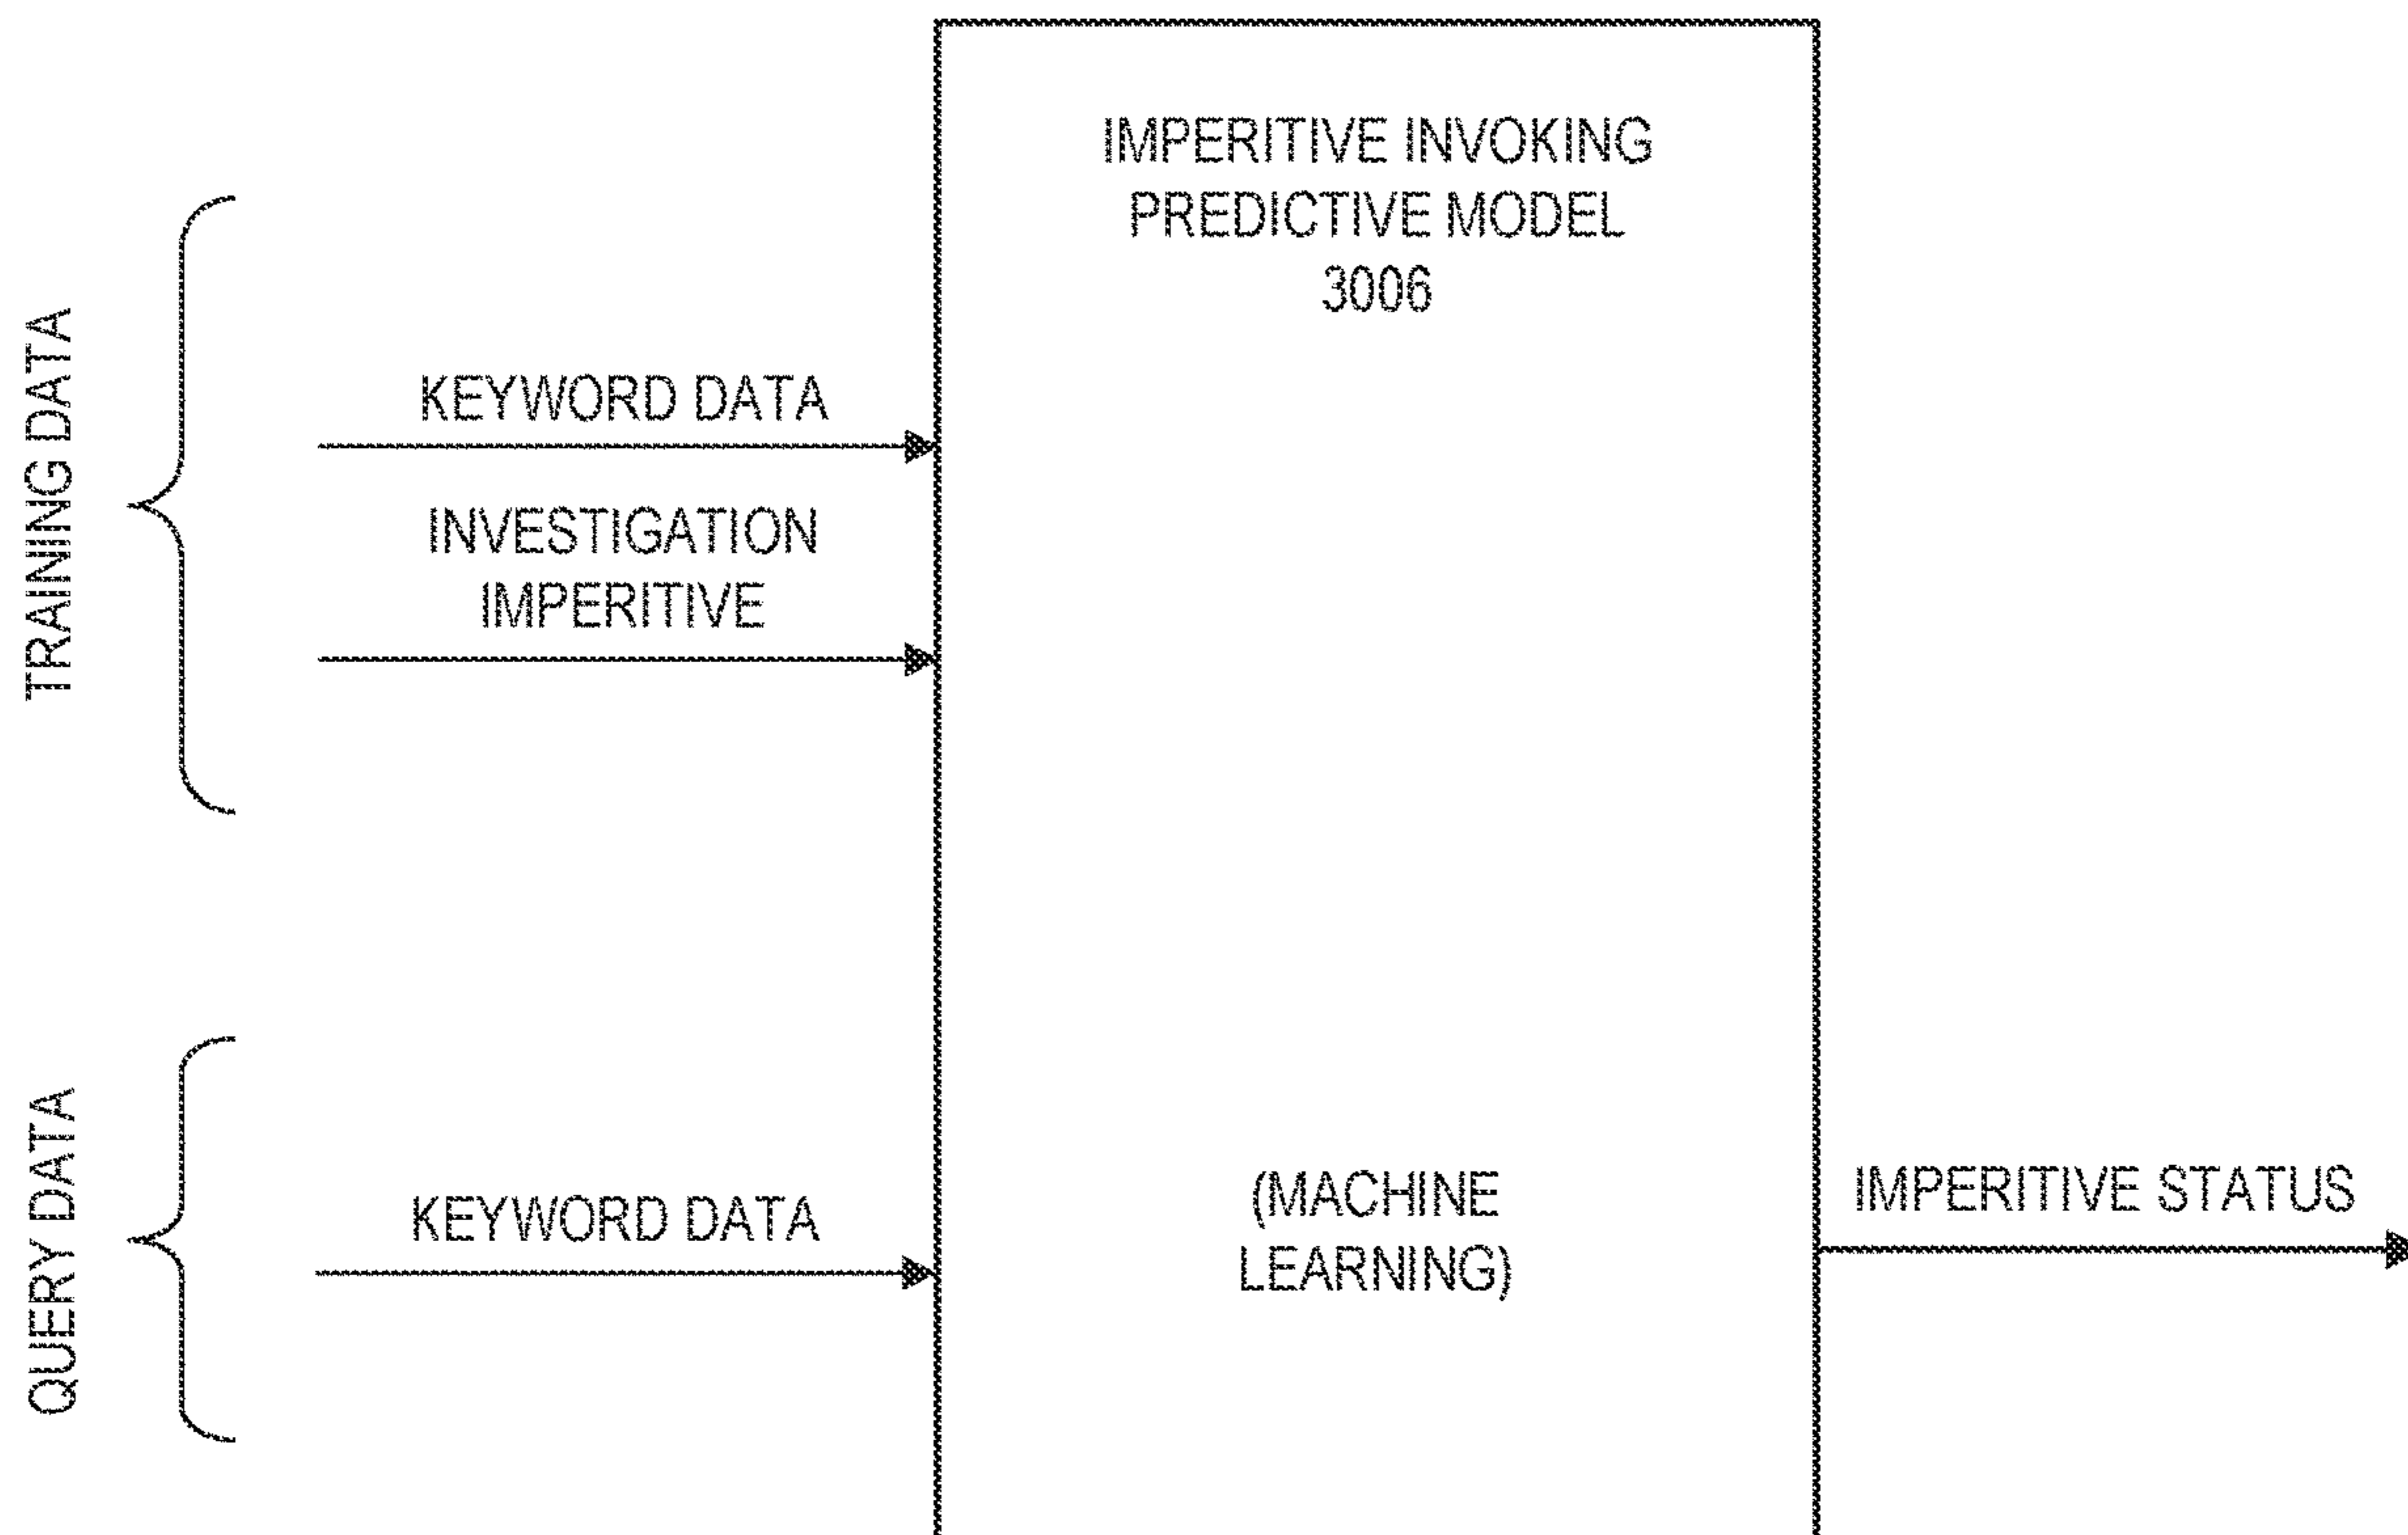 IMPERITIVE INVOKING
PREDICTIVE MODEL
3006
TRAINING DATA
KEYWORD DATA
INVESTIGATION
IMPERITIVE
QUERY DATA
KEYWORD DATA
(MACHINE
LEARNING)
IMPERITIVE STATUS